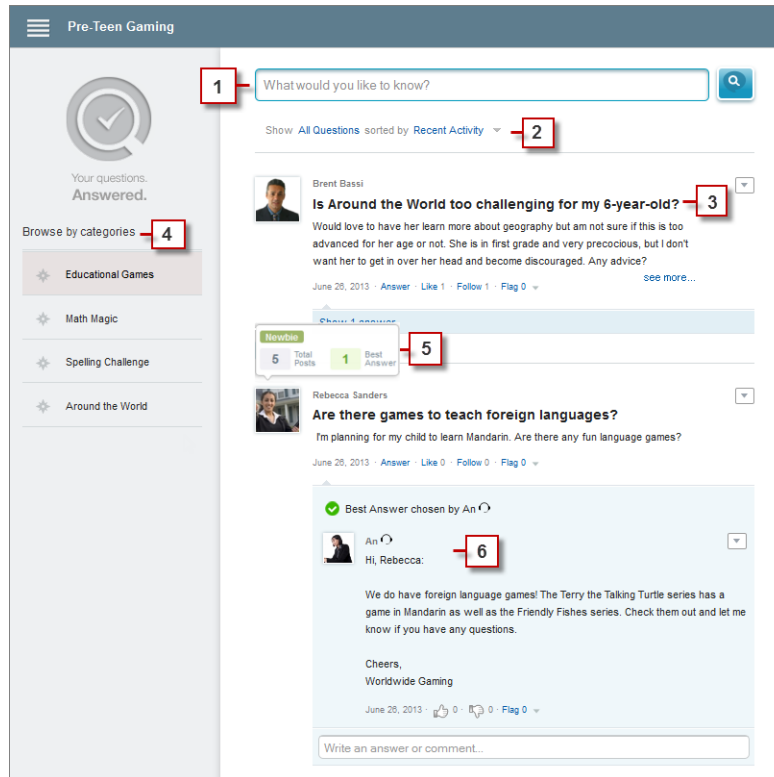 Pre-Teen Gaming
1
What would you like to know?
Show All Questions sorted by Recent Activity
2
Your questions.
Answered.
Browse by categories
4
Educational Games
Math Magic
Spelling Challenge
Around the World
Brent Bassi
Is Around the World too challenging for my 6-year-old?
3
Would love to have her learn more about geography but am not sure if this is too
advanced for her age or not. She is in first grade and very precocious, but I don't
want her to get in over her head and become discouraged. Any advice?
see more...
June 26, 2013 · Answer · Like 1 · Follow 1 · Flag 0
Show 1 answer
Newbie
5 Total Posts 1 Best Answer
5
Rebecca Sanders
Are there games to teach foreign languages?
I'm planning for my child to learn Mandarin. Are there any fun language games?
June 26, 2013 · Answer · Like 0 · Follow 0 · Flag 0
Best Answer chosen by An
An
6
Hi, Rebecca:
We do have foreign language games! The Terry the Talking Turtle series has a
game in Mandarin as well as the Friendly Fishes series. Check them out and let me
know if you have any questions.
Cheers,
Worldwide Gaming
June 26, 2013 · 0 · 0 · Flag 0
Write an answer or comment...